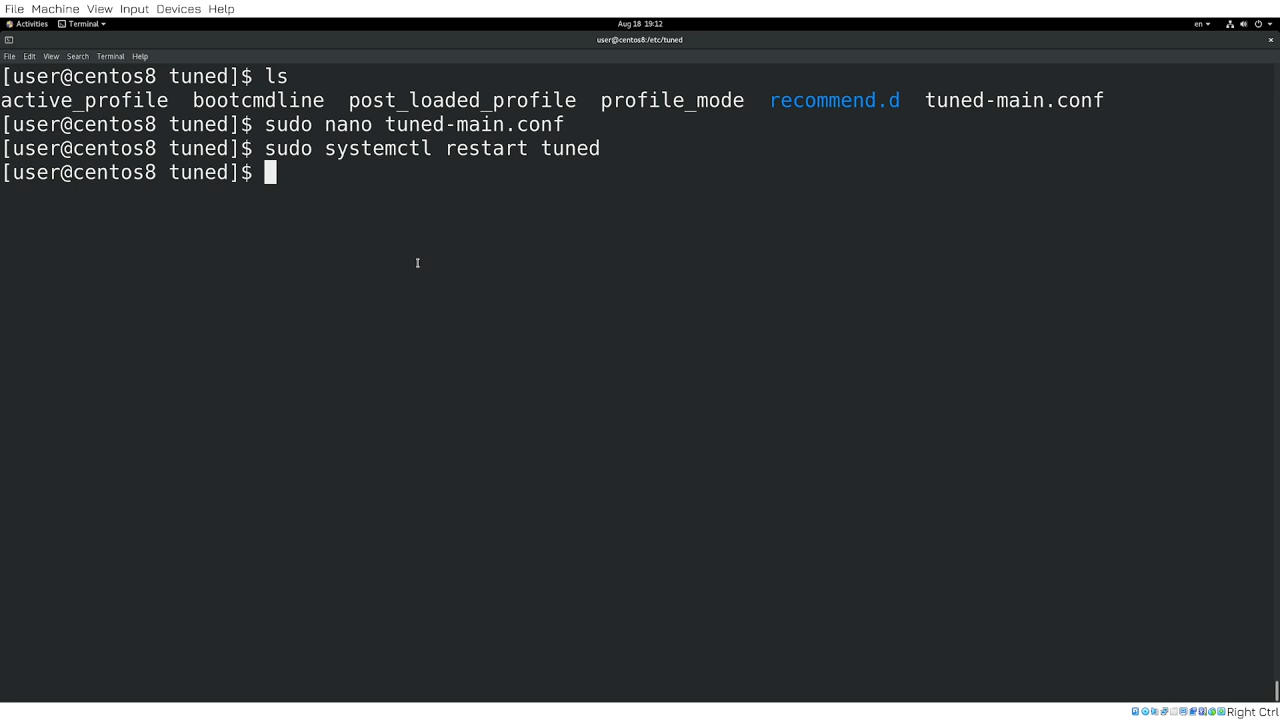 File Machine View Input Devices Help
Activities Terminal Aug 18 19:12 en
user@centos8:/etc/tuned
File Edit View Search Terminal Help
[user@centos8 tuned]$ ls
active_profile bootcmdline post_loaded_profile profile_mode recommend.d tuned-main.conf
[user@centos8 tuned]$ sudo nano tuned-main.conf
[user@centos8 tuned]$ sudo systemctl restart tuned
[user@centos8 tuned]$
Right Ctrl